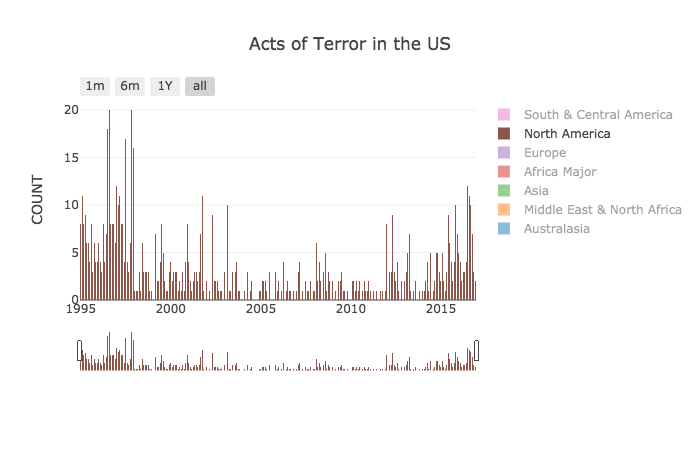 Acts of Terror in the US
1m 6m 1Y all
COUNT
20
15
10
5
0
1995 2000 2005 2010 2015
South & Central America
North America
Europe
Africa Major
Asia
Middle East & North Africa
Australasia